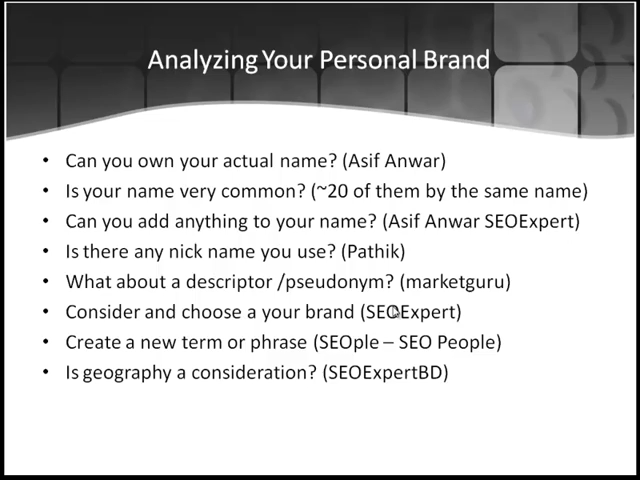 Analyzing Your Personal Brand
• Can you own your actual name? (Asif Anwar)
• Is your name very common? (~20 of them by the same name)
• Can you add anything to your name? (Asif Anwar SEOExpert)
• Is there any nick name you use? (Pathik)
• What about a descriptor /pseudonym? (marketguru)
• Consider and choose a your brand (SEOExpert)
• Create a new term or phrase (SEOple – SEO People)
• Is geography a consideration? (SEOExpertBD)